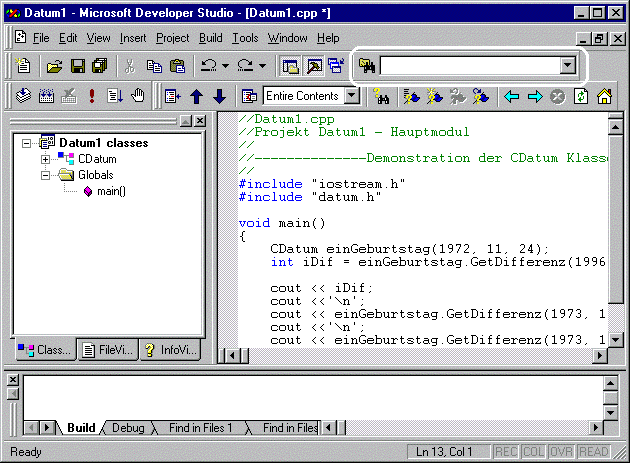 Datum1 - Microsoft Developer Studio - [Datum1.cpp *]
File Edit View Insert Project Build Tools Window Help
Entire Contents
Datum1 classes
CDatum
Globals
main()
//Datum1.cpp
//Projekt Datum1 - Hauptmodul
//
//--------------Demonstration der CDatum Klasse
//
#include "iostream.h"
#include "datum.h"
void main()
{
CDatum einGeburtstag(1972, 11, 24);
int iDif = einGeburtstag.GetDifferenz(1996
cout << iDif;
cout <<'\n';
cout << einGeburtstag.GetDifferenz(1973, 1
cout <<'\n';
cout << einGeburtstag.GetDifferenz(1973, 1
Class... FileVi... InfoVi...
Build Debug Find in Files 1 Find in Files
Ready Ln 13, Col 1 REC COL OVR READ